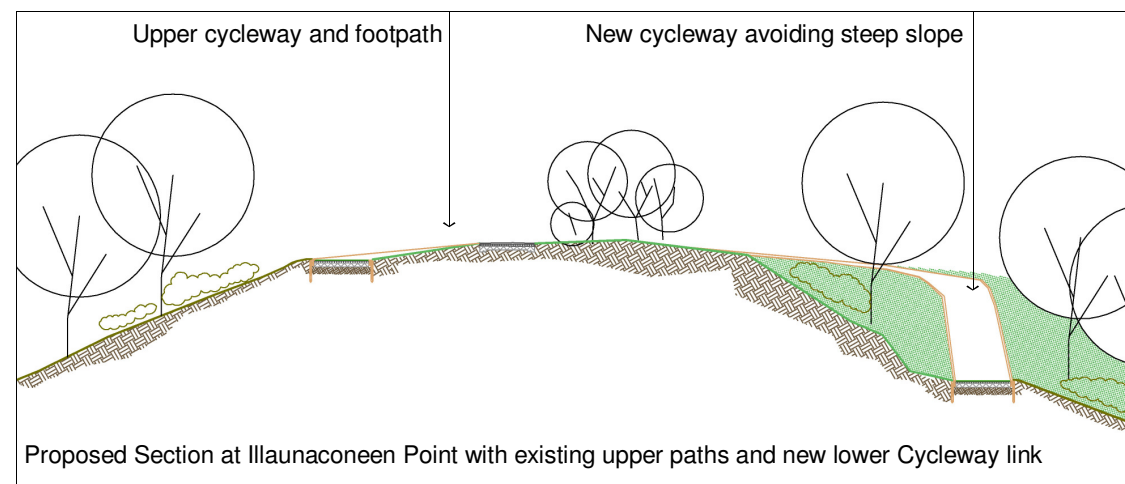 Upper cycleway and footpath
New cycleway avoiding steep slope
Proposed Section at Illaunaconeen Point with existing upper paths and new lower Cycleway link